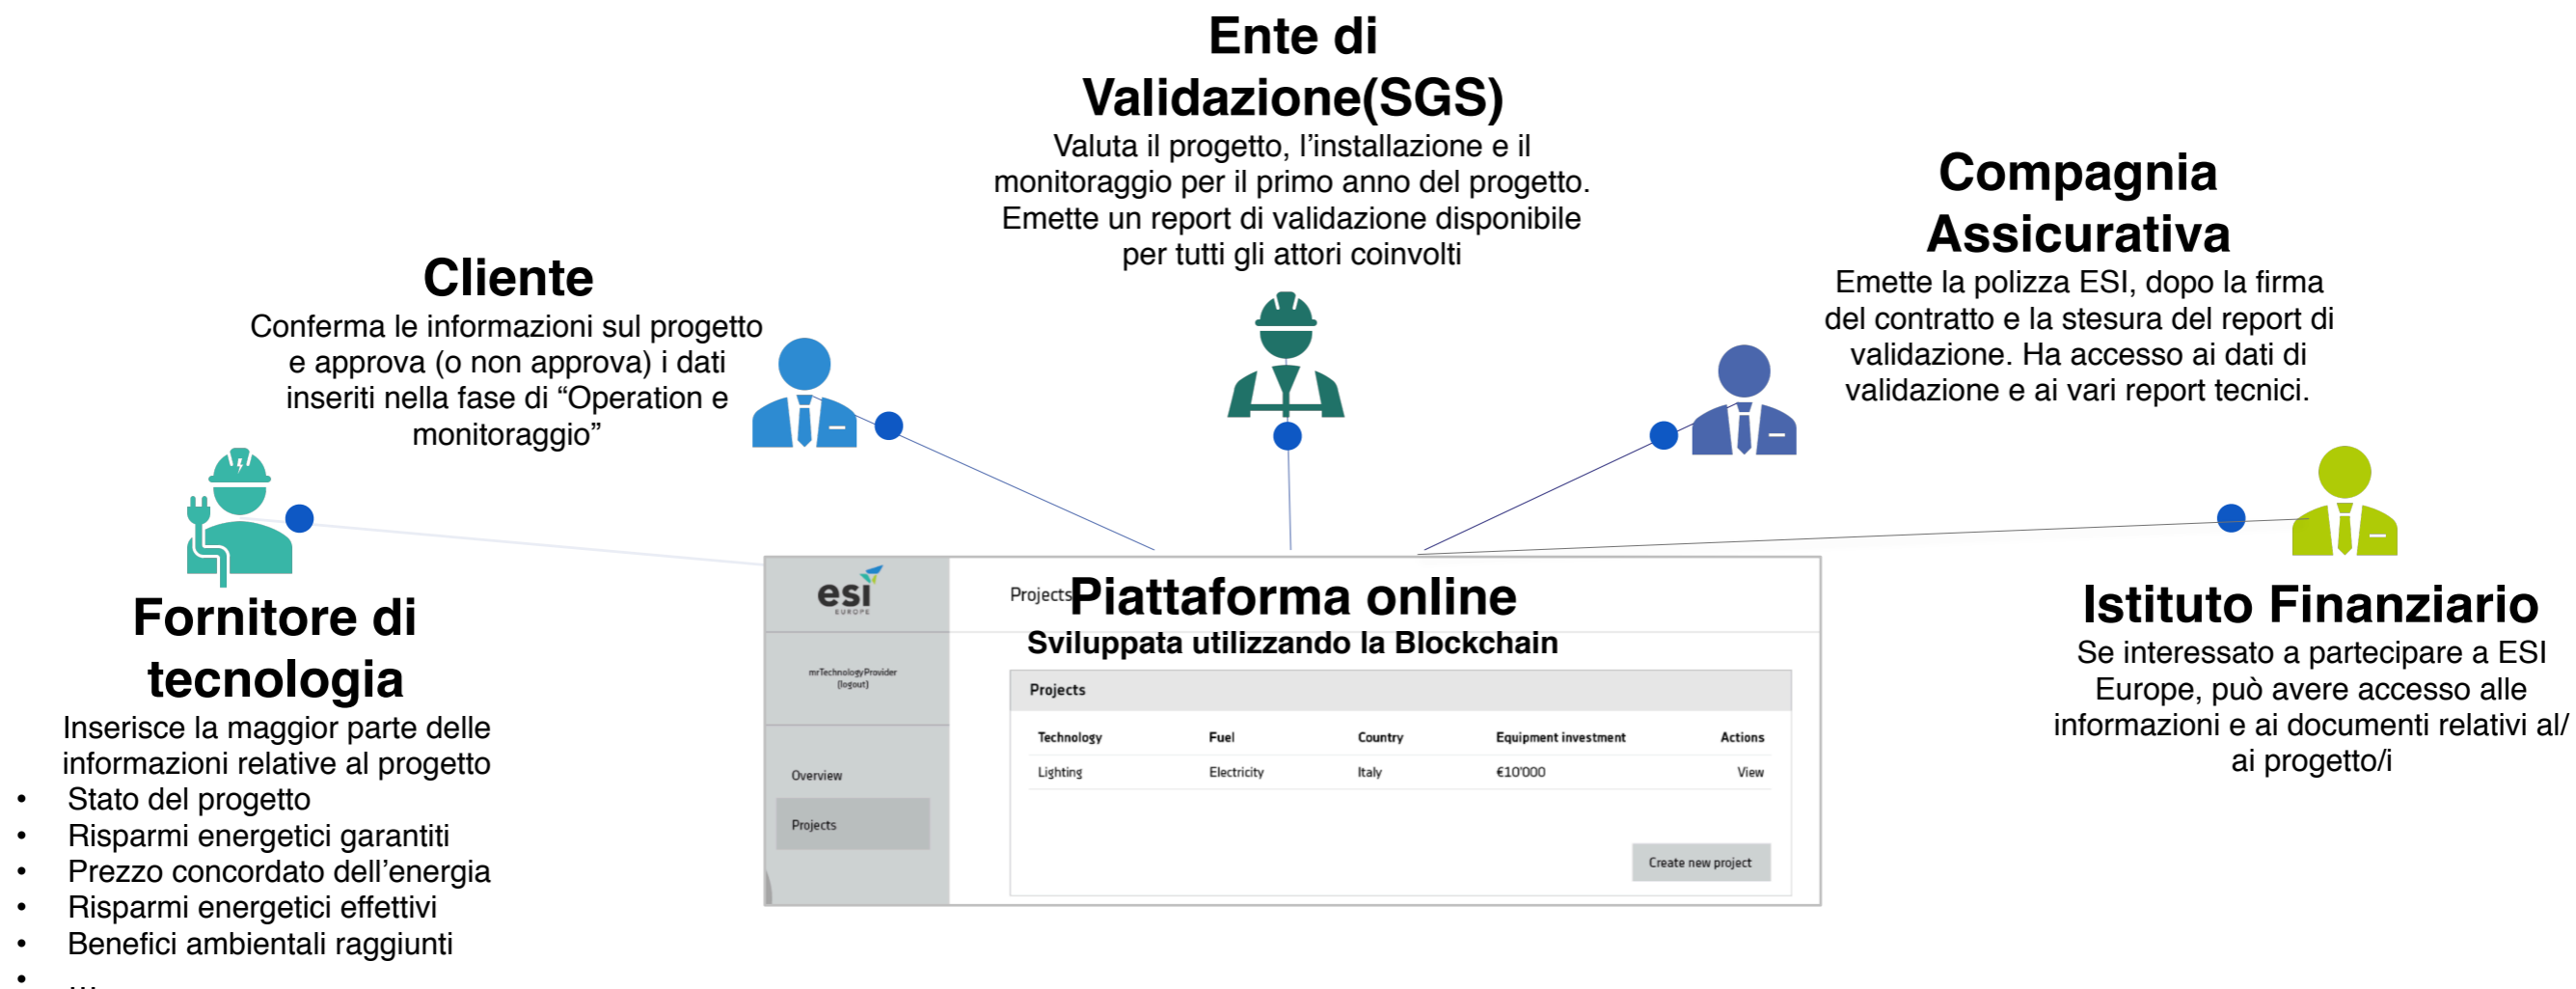 Ente di
Validazione(SGS)
Valuta il progetto, l’installazione e il
monitoraggio per il primo anno del progetto.
Emette un report di validazione disponibile
per tutti gli attori coinvolti
Compagnia
Assicurativa
Emette la polizza ESI, dopo la firma
del contratto e la stesura del report di
validazione. Ha accesso ai dati di
validazione e ai vari report tecnici.
Cliente
Conferma le informazioni sul progetto
e approva (o non approva) i dati
inseriti nella fase di “Operation e
monitoraggio”
Fornitore di
tecnologia
Inserisce la maggior parte delle
informazioni relative al progetto
• Stato del progetto
• Risparmi energetici garantiti
• Prezzo concordato dell’energia
• Risparmi energetici effettivi
• Benefici ambientali raggiunti
• …
Istituto Finanziario
Se interessato a partecipare a ESI
Europe, può avere accesso alle
informazioni e ai documenti relativi al/
ai progetto/i
esi
EUROPE
mrTechnologyProvider
(logout)
Overview
Projects
Projects
Piattaforma online
Sviluppata utilizzando la Blockchain
Projects
Technology Fuel Country Equipment investment Actions
Lighting Electricity Italy €10'000 View
Create new project